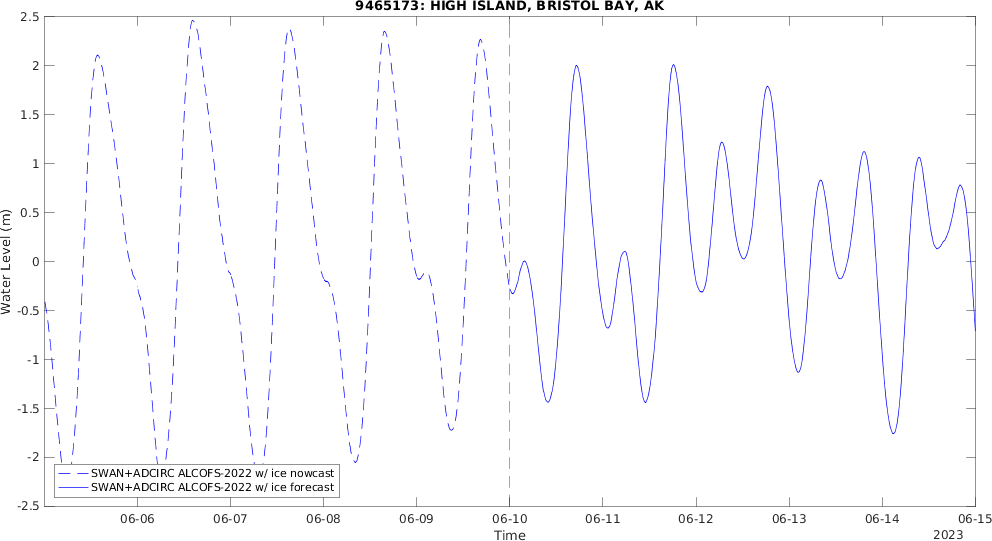 9465173: HIGH ISLAND, BRISTOL BAY, AK
2.5
2
1.5
1
0.5
0
-0.5
-1
-1.5
-2
-2.5
Water Level (m)
SWAN+ADCIRC ALCOFS-2022 w/ ice nowcast
SWAN+ADCIRC ALCOFS-2022 w/ ice forecast
06-06 06-07 06-08 06-09 06-10 06-11 06-12 06-13 06-14 06-15
Time
2023